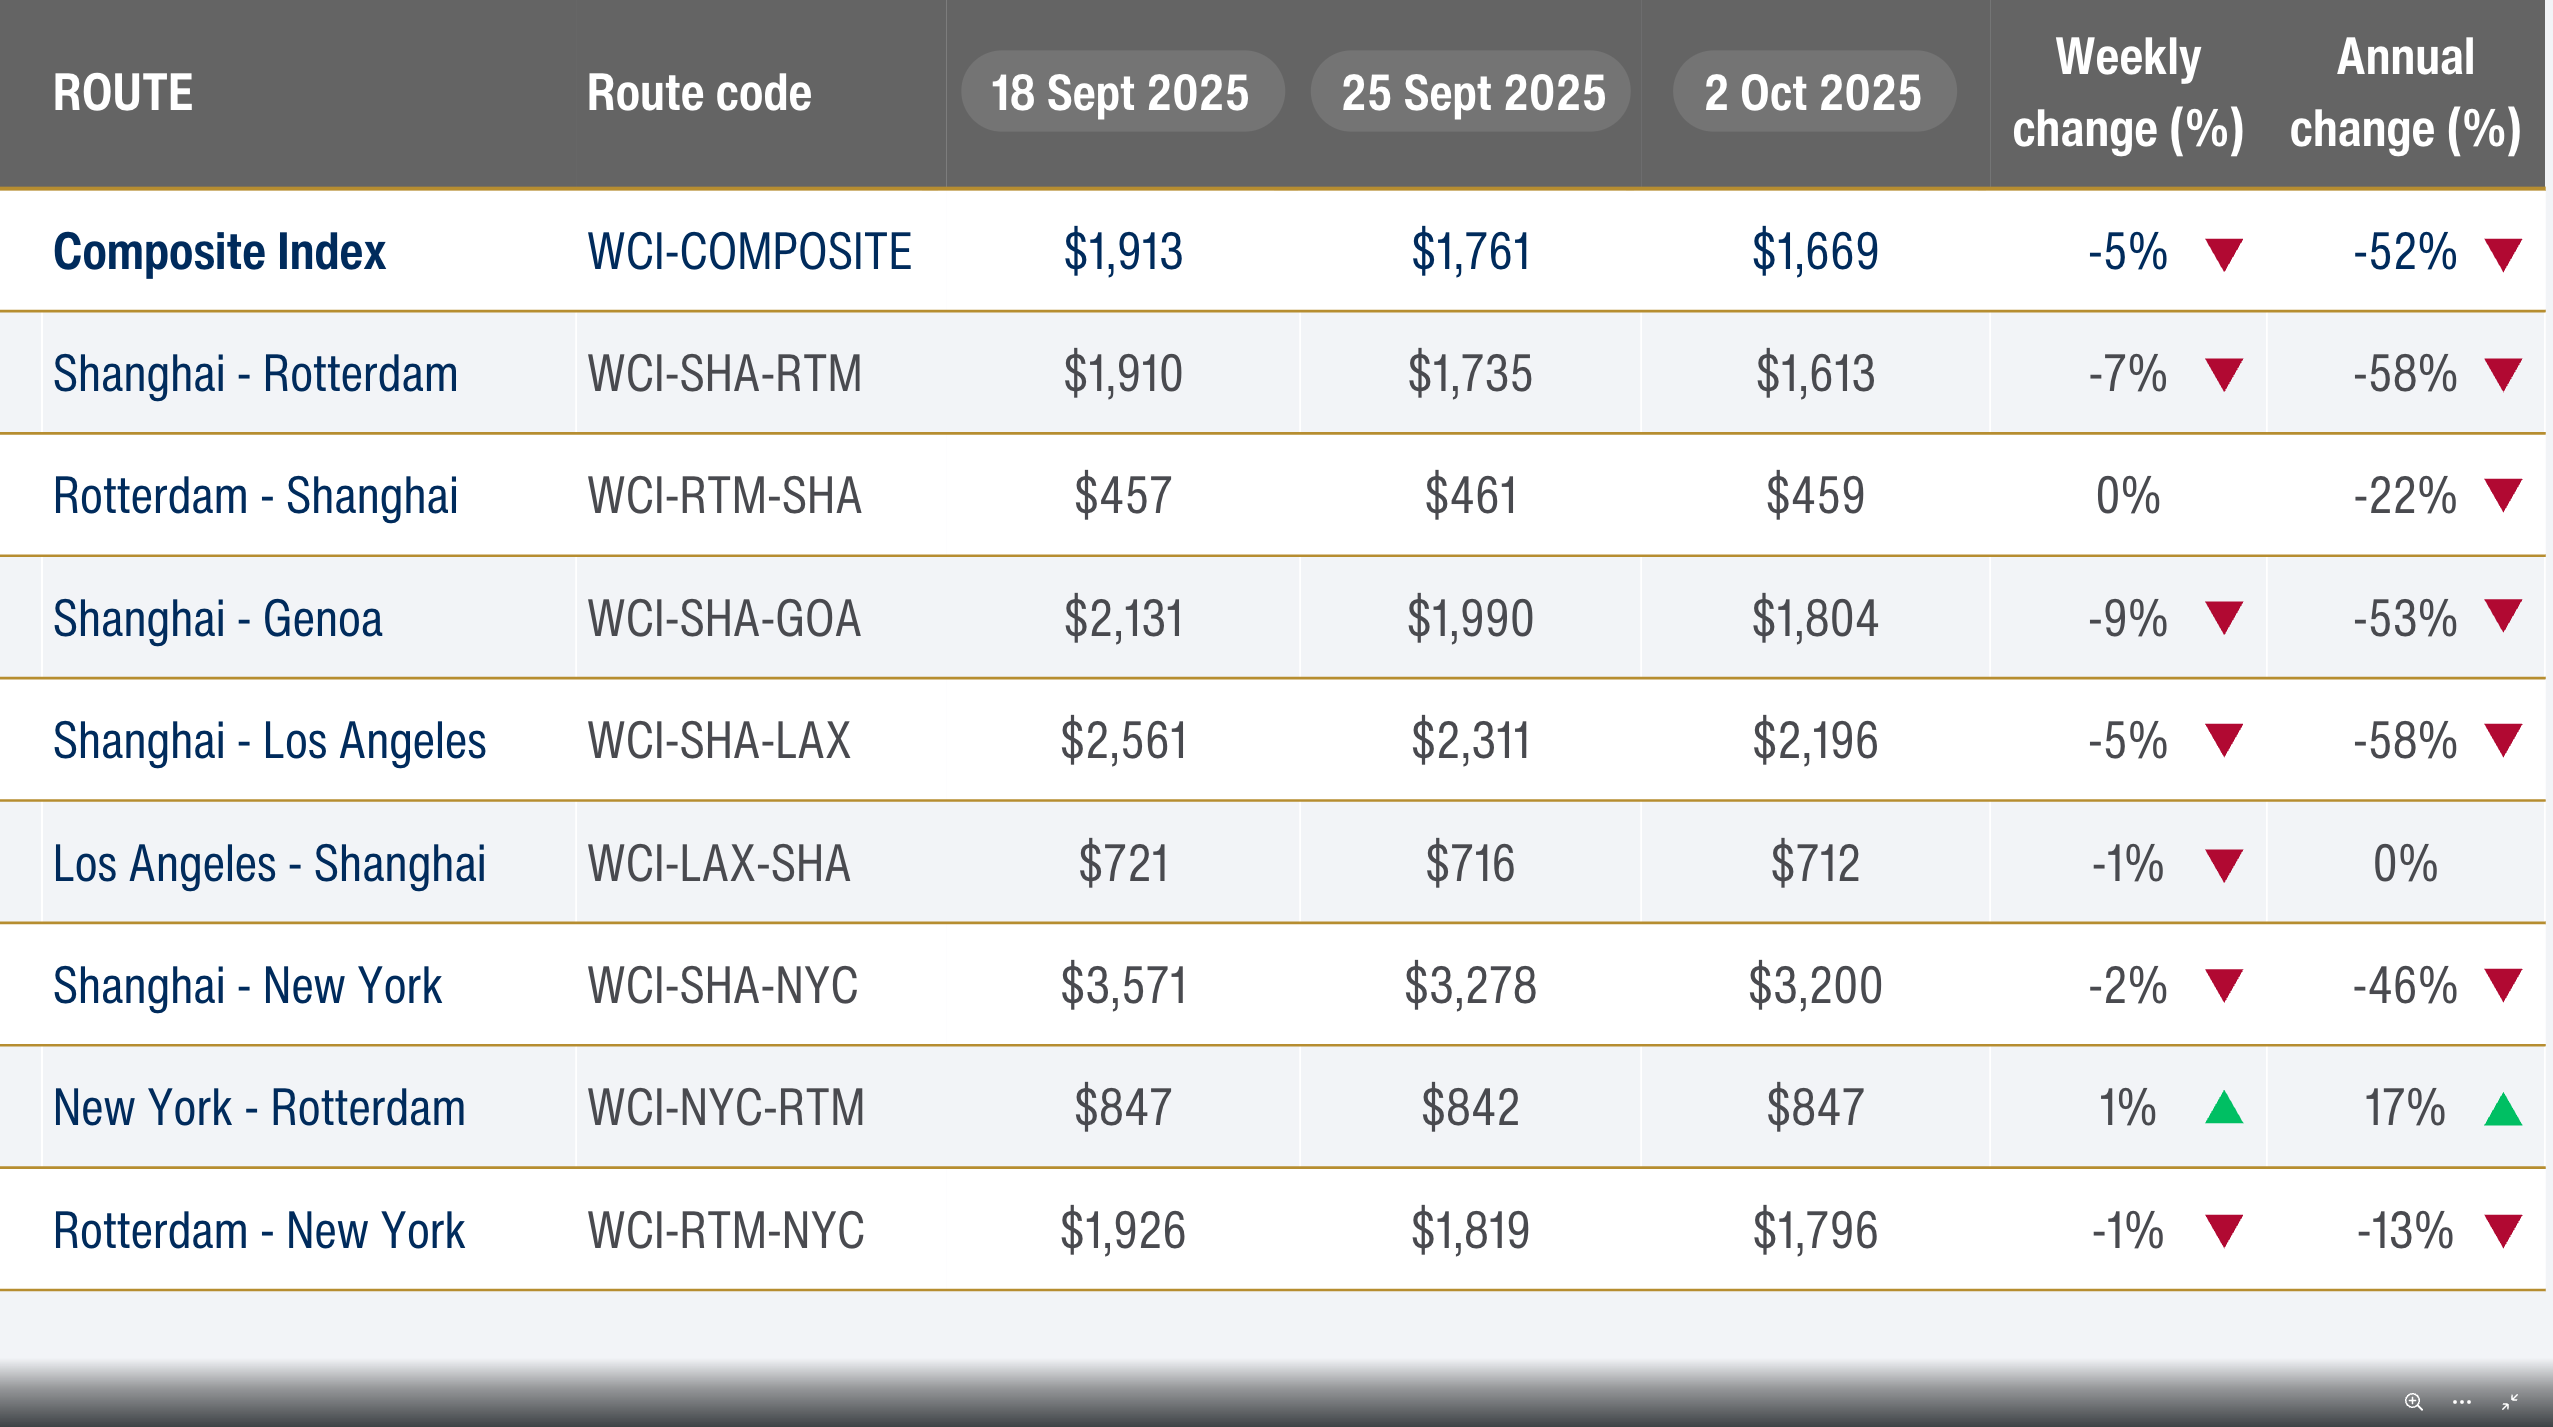 ROUTE Route code 18 Sept 2025 25 Sept 2025 2 Oct 2025 Weekly change (%) Annual change (%)
Composite Index WCI-COMPOSITE $1,913 $1,761 $1,669 -5% -52%
Shanghai - Rotterdam WCI-SHA-RTM $1,910 $1,735 $1,613 -7% -58%
Rotterdam - Shanghai WCI-RTM-SHA $457 $461 $459 0% -22%
Shanghai - Genoa WCI-SHA-GOA $2,131 $1,990 $1,804 -9% -53%
Shanghai - Los Angeles WCI-SHA-LAX $2,561 $2,311 $2,196 -5% -58%
Los Angeles - Shanghai WCI-LAX-SHA $721 $716 $712 -1% 0%
Shanghai - New York WCI-SHA-NYC $3,571 $3,278 $3,200 -2% -46%
New York - Rotterdam WCI-NYC-RTM $847 $842 $847 1% 17%
Rotterdam - New York WCI-RTM-NYC $1,926 $1,819 $1,796 -1% -13%